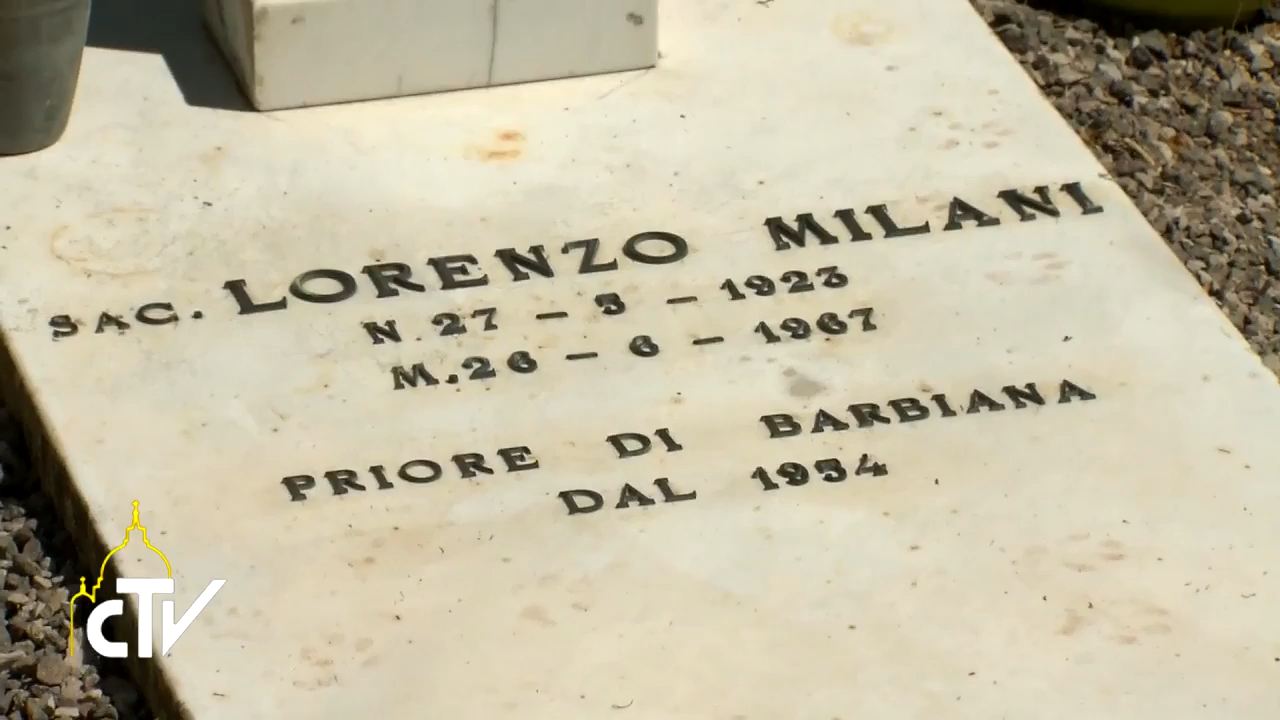 SAC. LORENZO MILANI
N. 27 - 5 - 1923
M. 26 - 6 - 1967
PRIORE DI BARBIANA
DAL 1954
CTV